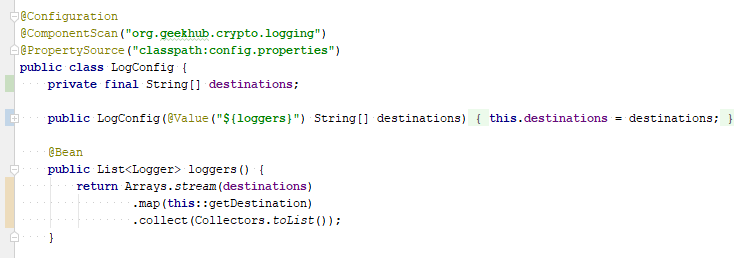 @Configuration
@ComponentScan("org.geekhub.crypto.logging")
@PropertySource("classpath:config.properties")
public class LogConfig {
    private final String[] destinations;

    public LogConfig(@Value("${loggers}") String[] destinations) { this.destinations = destinations; }

    @Bean
    public List<Logger> loggers() {
        return Arrays.stream(destinations)
                .map(this::getDestination)
                .collect(Collectors.toList());
    }